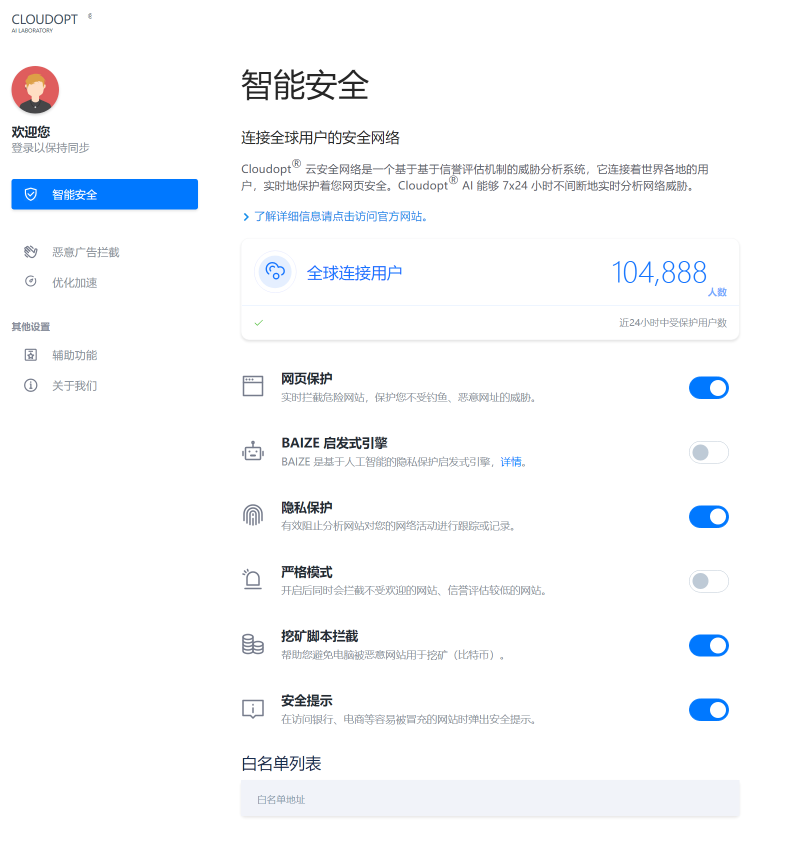 CLOUDOPT ®
AI LABORATORY
欢迎您
登录以保持同步
智能安全
恶意广告拦截
优化加速
其他设置
辅助功能
关于我们
智能安全
连接全球用户的安全网络
Cloudopt® 云安全网络是一个基于基于信誉评估机制的威胁分析系统，它连接着世界各地的用
户，实时地保护着您网页安全。Cloudopt® AI 能够 7x24 小时不间断地实时分析网络威胁。
了解详细信息请点击访问官方网站。
全球连接用户
104,888
人数
近24小时中受保护用户数
网页保护
实时拦截危险网站，保护您不受钓鱼、恶意网址的威胁。
BAIZE 启发式引擎
BAIZE 是基于人工智能的隐私保护启发式引擎，详情。
隐私保护
有效阻止分析网站对您的网络活动进行跟踪或记录。
严格模式
开启后同时会拦截不受欢迎的网站、信誉评估较低的网站。
挖矿脚本拦截
帮助您避免电脑被恶意网站用于挖矿（比特币）。
安全提示
在访问银行、电商等容易被冒充的网站时弹出安全提示。
白名单列表
白名单地址